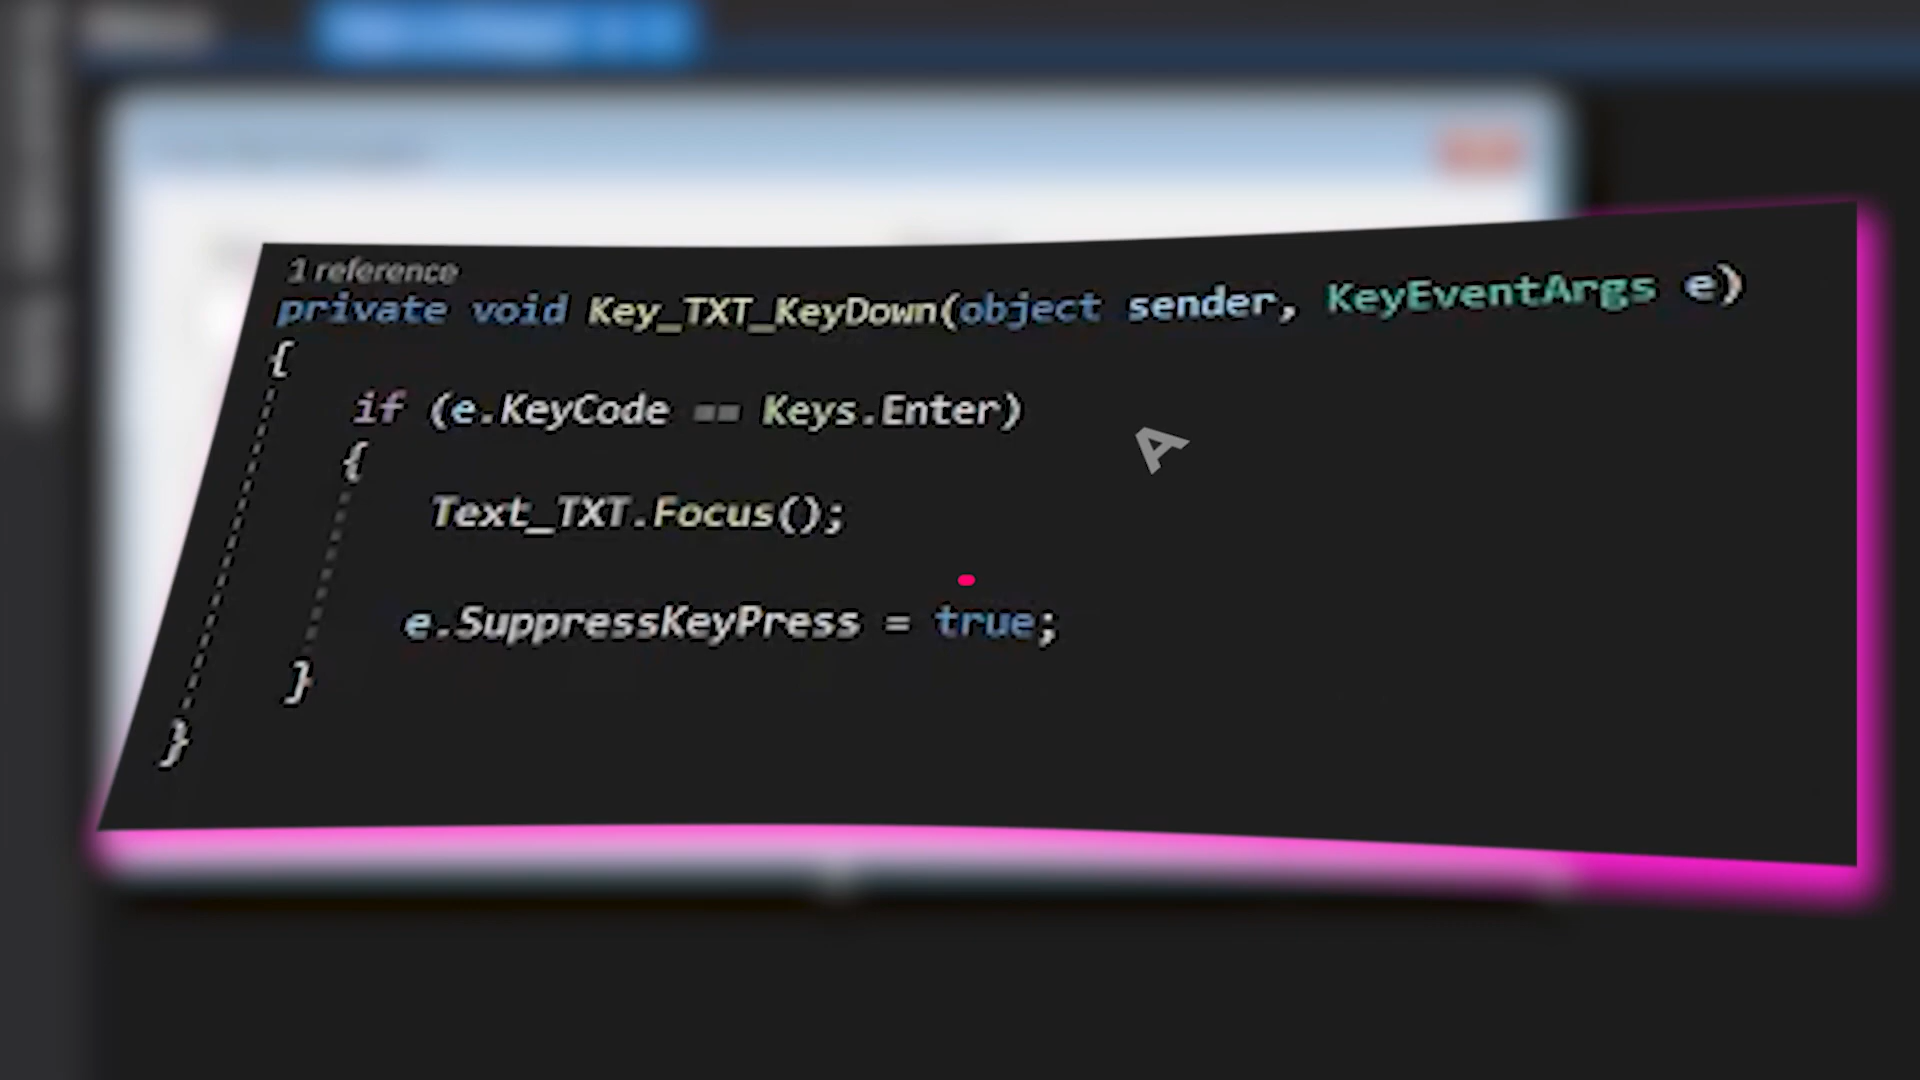 1 reference
private void Key_TXT_KeyDown(object sender, KeyEventArgs e)
{
if (e.KeyCode == Keys.Enter)
{
A
Text_TXT.Focus();
e.SuppressKeyPress = true;
}
}